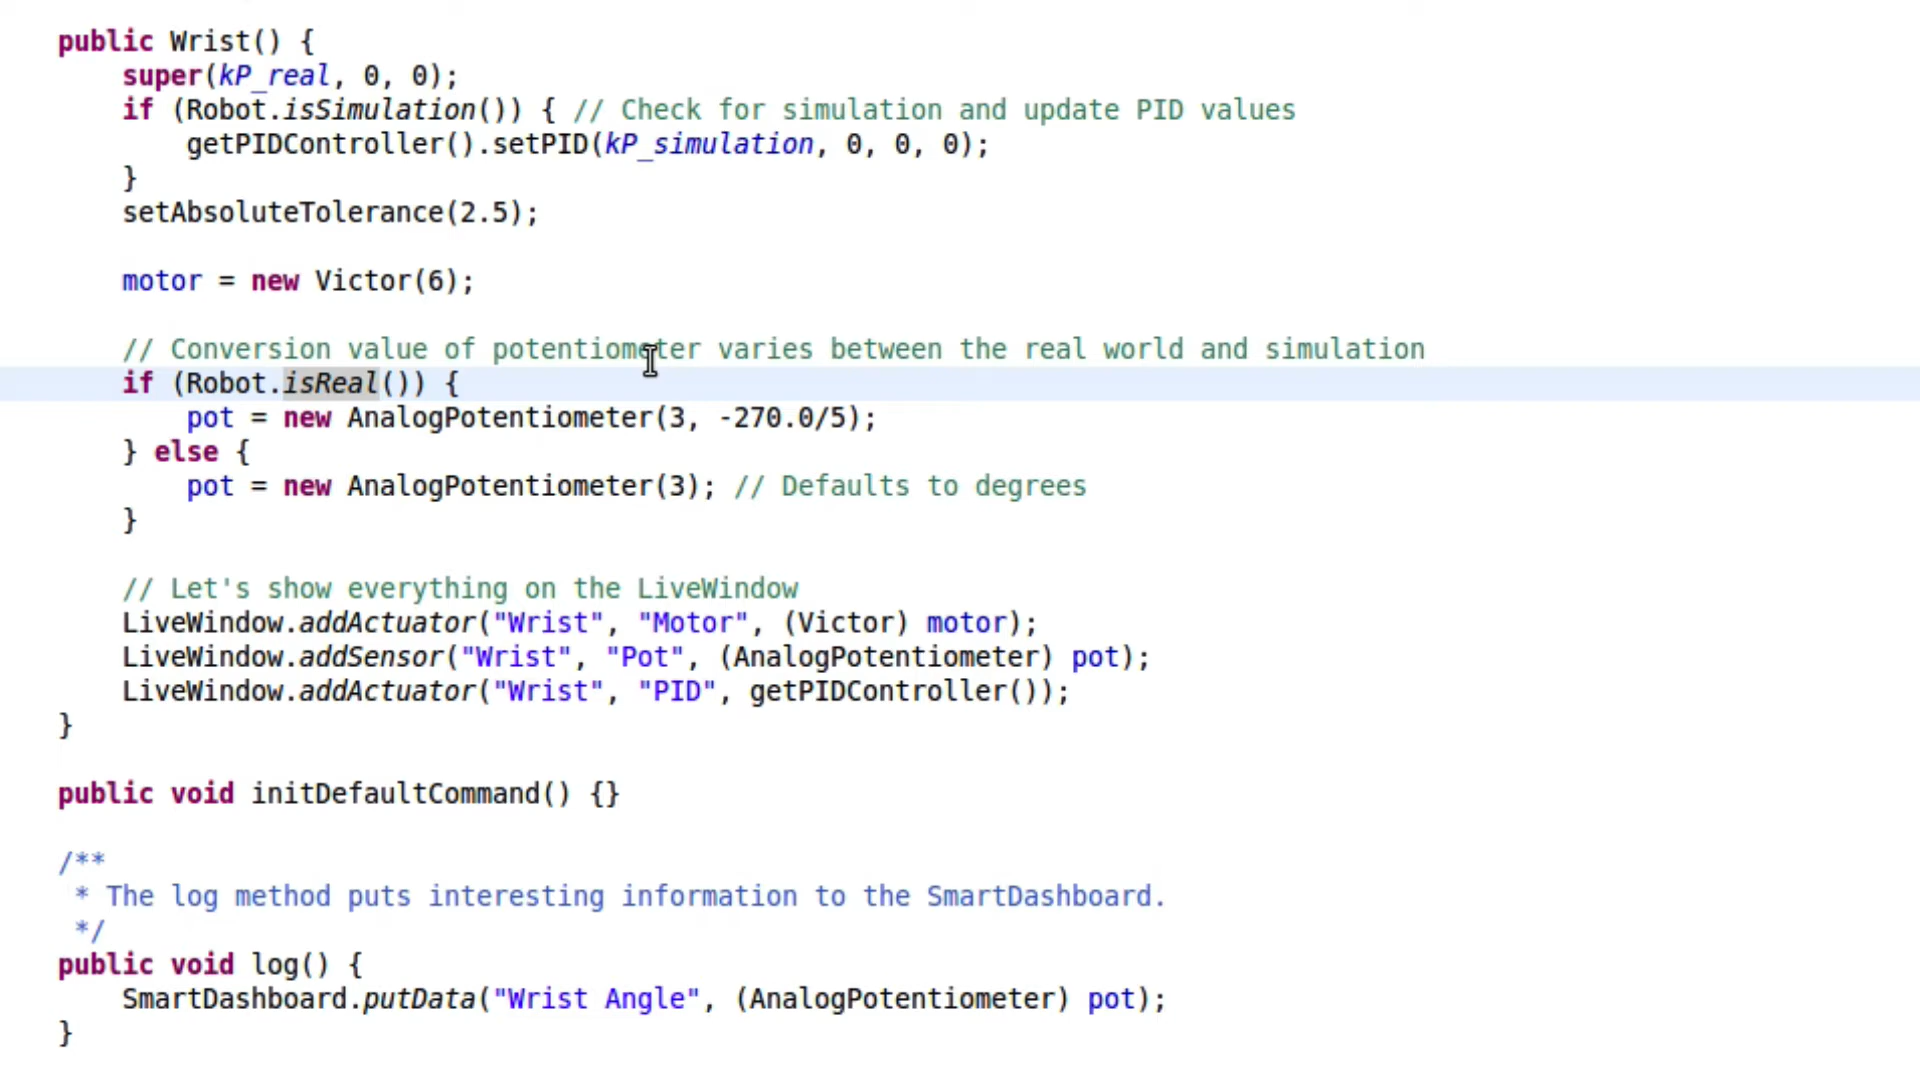 public Wrist() {
super(kP_real, 0, 0);
if (Robot.isSimulation()) { // Check for simulation and update PID values
getPIDController().setPID(kP_simulation, 0, 0, 0);
}
setAbsoluteTolerance(2.5);
motor = new Victor(6);
// Conversion value of potentiometer varies between the real world and simulation
if (Robot.isReal()) {
pot = new AnalogPotentiometer(3, -270.0/5);
} else {
pot = new AnalogPotentiometer(3); // Defaults to degrees
}
// Let's show everything on the LiveWindow
LiveWindow.addActuator("Wrist", "Motor", (Victor) motor);
LiveWindow.addSensor("Wrist", "Pot", (AnalogPotentiometer) pot);
LiveWindow.addActuator("Wrist", "PID", getPIDController());
}
public void initDefaultCommand() {}
/**
* The log method puts interesting information to the SmartDashboard.
*/
public void log() {
SmartDashboard.putData("Wrist Angle", (AnalogPotentiometer) pot);
}